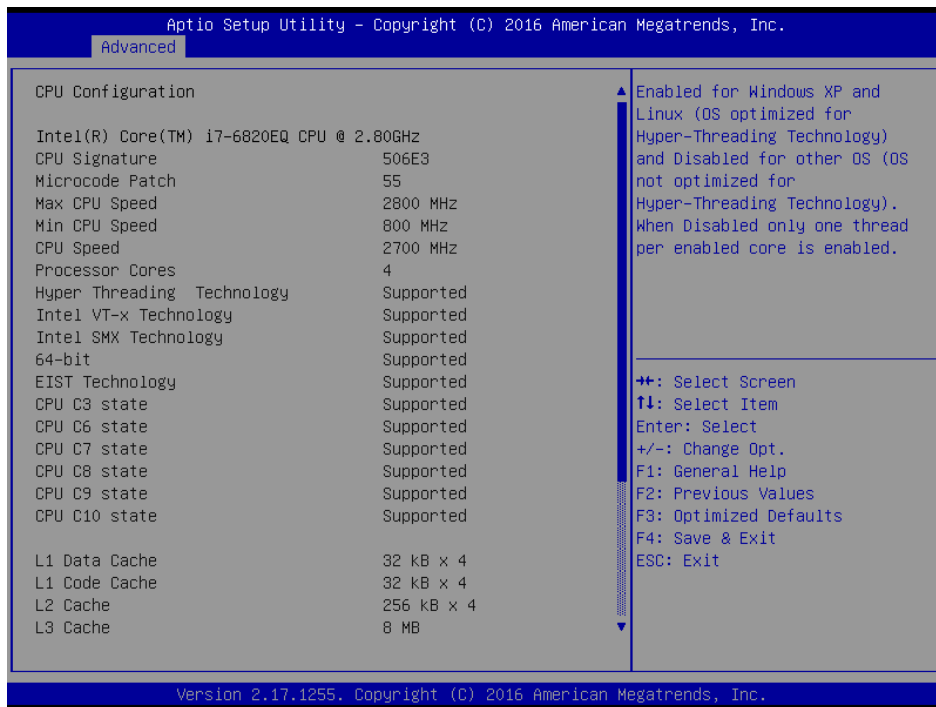 Aptio Setup Utility – Copyright (C) 2016 American Megatrends, Inc.
Advanced
CPU Configuration
Intel(R) Core(TM) i7-6820EQ CPU @ 2.80GHz
CPU Signature 506E3
Microcode Patch 55
Max CPU Speed 2800 MHz
Min CPU Speed 800 MHz
CPU Speed 2700 MHz
Processor Cores 4
Hyper Threading Technology Supported
Intel VT-x Technology Supported
Intel SMX Technology Supported
64-bit Supported
EIST Technology Supported
CPU C3 state Supported
CPU C6 state Supported
CPU C7 state Supported
CPU C8 state Supported
CPU C9 state Supported
CPU C10 state Supported
L1 Data Cache 32 kB x 4
L1 Code Cache 32 kB x 4
L2 Cache 256 kB x 4
L3 Cache 8 MB
Enabled for Windows XP and
Linux (OS optimized for
Hyper-Threading Technology)
and Disabled for other OS (OS
not optimized for
Hyper-Threading Technology).
When Disabled only one thread
per enabled core is enabled.
→←: Select Screen
↑↓: Select Item
Enter: Select
+/-: Change Opt.
F1: General Help
F2: Previous Values
F3: Optimized Defaults
F4: Save & Exit
ESC: Exit
Version 2.17.1255. Copyright (C) 2016 American Megatrends, Inc.